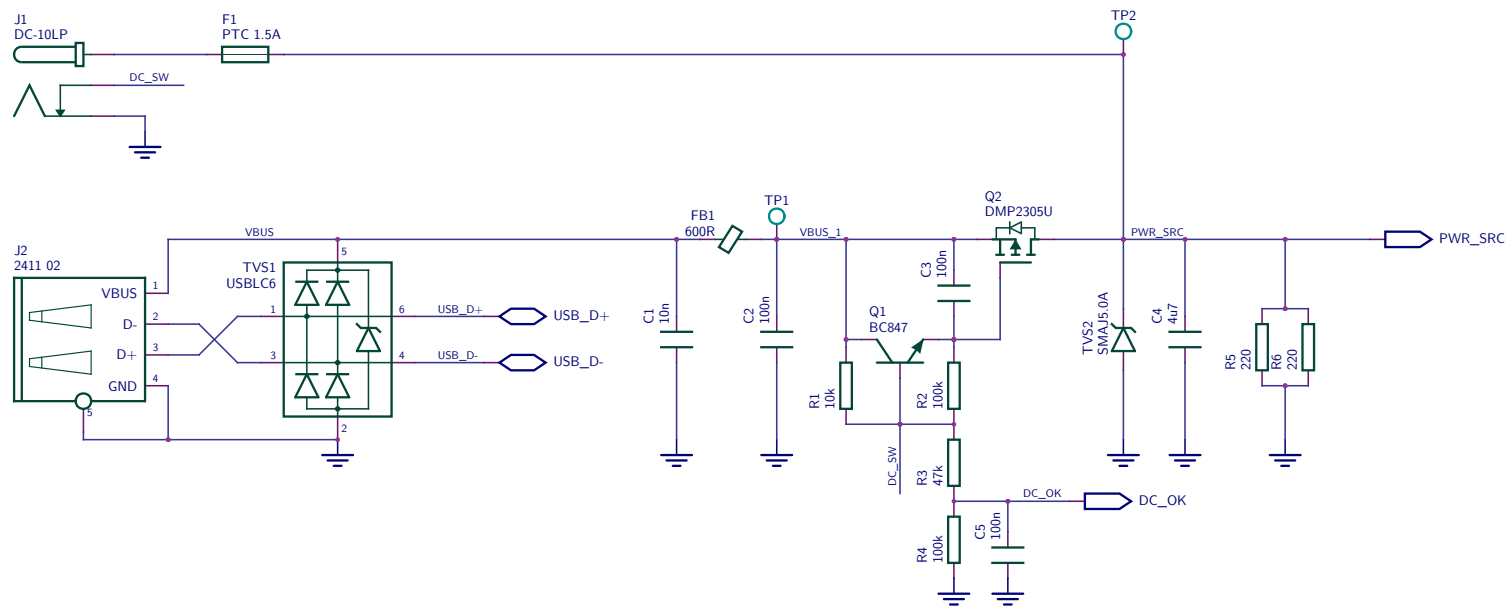 J1
DC-10LP
F1
PTC 1.5A
TP2
DC_SW
J2
2411 02
VBUS
D-
D+
GND
1
2
3
4
5
VBUS
TVS1
USBLC6
5
1
3
6
4
2
USB_D+
USB_D-
USB_D+
USB_D-
C1
10n
FB1
600R
TP1
C2
100n
VBUS_1
Q1
BC847
R1
10k
C3
100n
R2
100k
DC_SW
R3
47k
R4
100k
DC_OK
C5
100n
DC_OK
Q2
DMP2305U
PWR_SRC
TVS2
SMAJ5.0A
C4
4u7
R5
220
R6
220
PWR_SRC